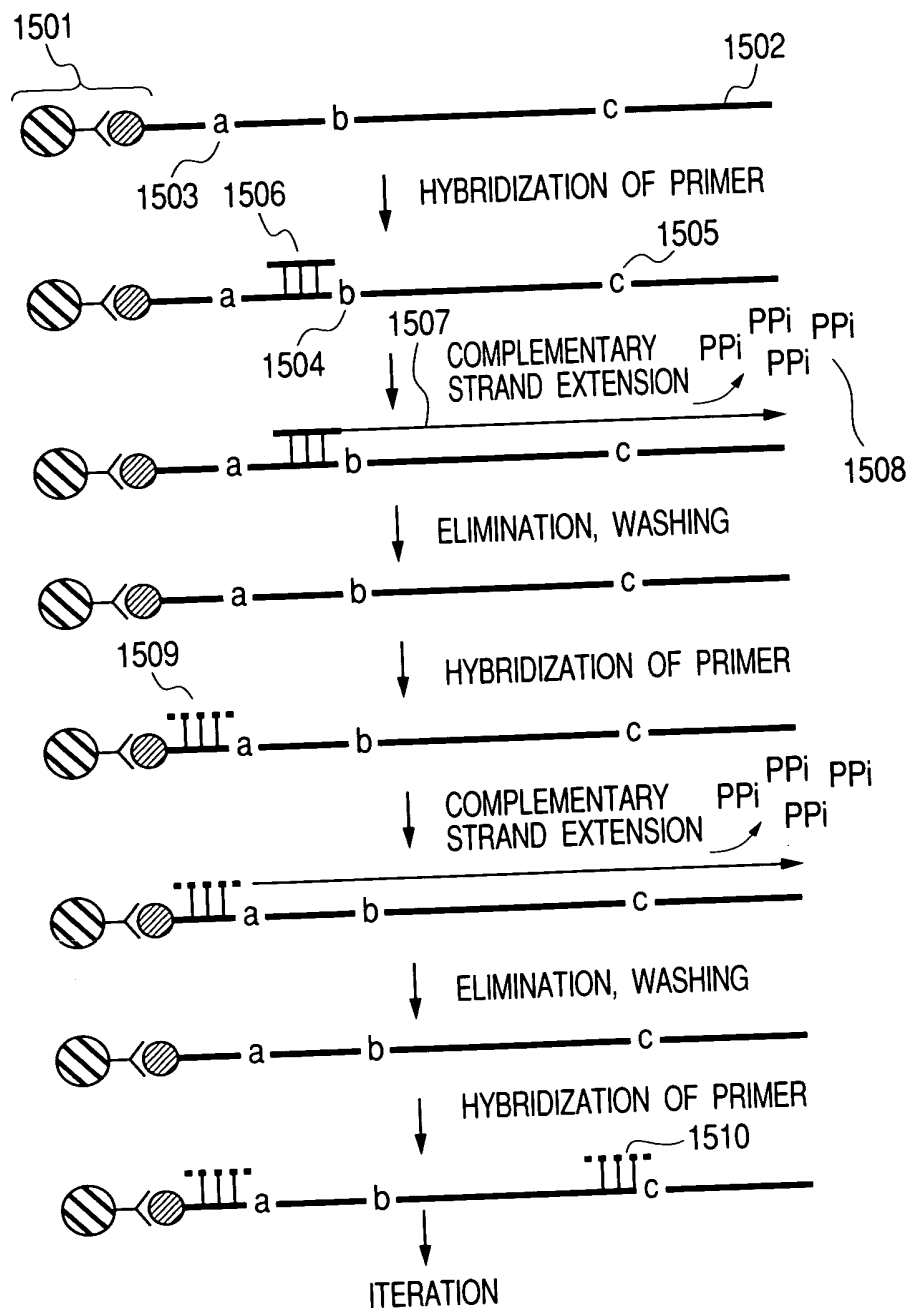 1501
1502
a b c
1503
1506
HYBRIDIZATION OF PRIMER
1505
a b c
1504
1507
COMPLEMENTARY
STRAND EXTENSION
PPi PPi PPi
PPi
1508
a b c
ELIMINATION, WASHING
a b c
1509
HYBRIDIZATION OF PRIMER
a b c
COMPLEMENTARY
STRAND EXTENSION
PPi PPi PPi
PPi
a b c
ELIMINATION, WASHING
a b c
HYBRIDIZATION OF PRIMER
1510
a b c
ITERATION